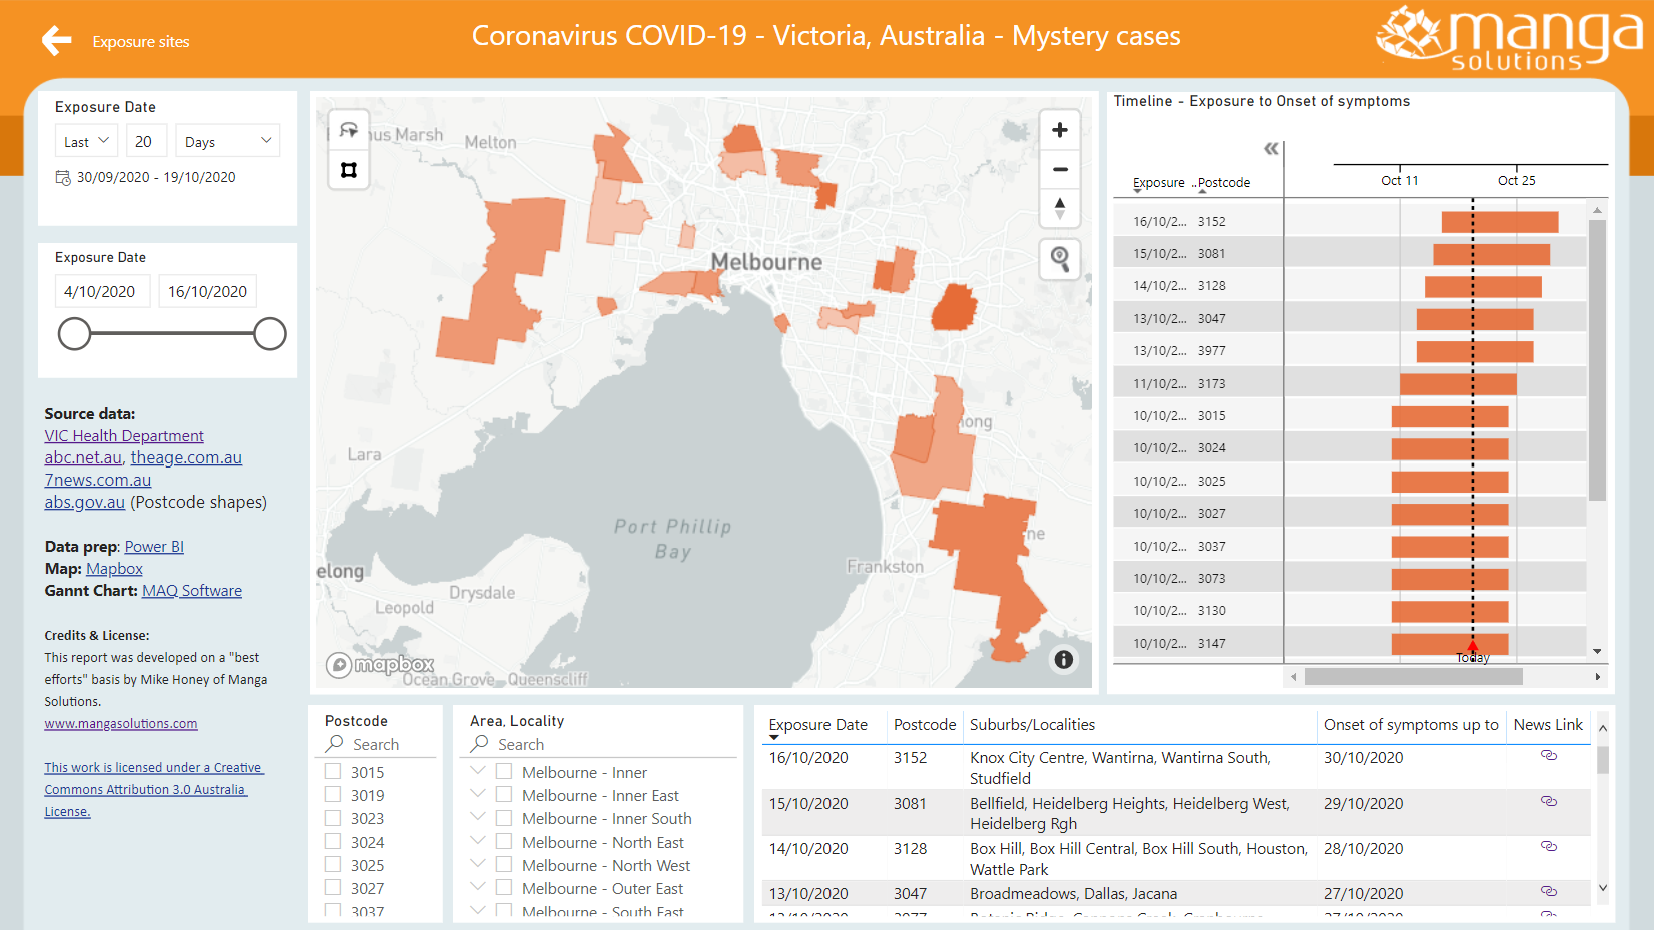 Exposure sites
Coronavirus COVID-19 - Victoria, Australia - Mystery cases
manga
solutions
Exposure Date
Last
20
Days
30/09/2020 - 19/10/2020
Exposure Date
4/10/2020
16/10/2020
Source data:
VIC Health Department
abc.net.au, theage.com.au
7news.com.au
abs.gov.au (Postcode shapes)
Data prep: Power BI
Map: Mapbox
Gannt Chart: MAQ Software
Credits & License:
This report was developed on a "best
efforts" basis by Mike Honey of Manga
Solutions.
www.mangasolutions.com
This work is licensed under a Creative
Commons Attribution 3.0 Australia
License.
nus Marsh
Melton
Melbourne
Lara
ong
Port Phillip
Bay
ne
Frankston
elong
Drysdale
Leopold
mapbox
Ocean Grove
Queenscliff
Timeline - Exposure to Onset of symptoms
Exposure ..
Postcode
Oct 11
Oct 25
16/10/2... 3152
15/10/2... 3081
14/10/2... 3128
13/10/2... 3047
13/10/2... 3977
11/10/2... 3173
10/10/2... 3015
10/10/2... 3024
10/10/2... 3025
10/10/2... 3027
10/10/2... 3037
10/10/2... 3073
10/10/2... 3130
10/10/2... 3147
Today
Postcode
Search
3015
3019
3023
3024
3025
3027
3037
Area, Locality
Search
Melbourne - Inner
Melbourne - Inner East
Melbourne - Inner South
Melbourne - North East
Melbourne - North West
Melbourne - Outer East
Melbourne - South East
Exposure Date Postcode Suburbs/Localities Onset of symptoms up to News Link
16/10/2020 3152 Knox City Centre, Wantirna, Wantirna South, 30/10/2020
Studfield
15/10/2020 3081 Bellfield, Heidelberg Heights, Heidelberg West, 29/10/2020
Heidelberg Rgh
14/10/2020 3128 Box Hill, Box Hill Central, Box Hill South, Houston, 28/10/2020
Wattle Park
13/10/2020 3047 Broadmeadows, Dallas, Jacana 27/10/2020